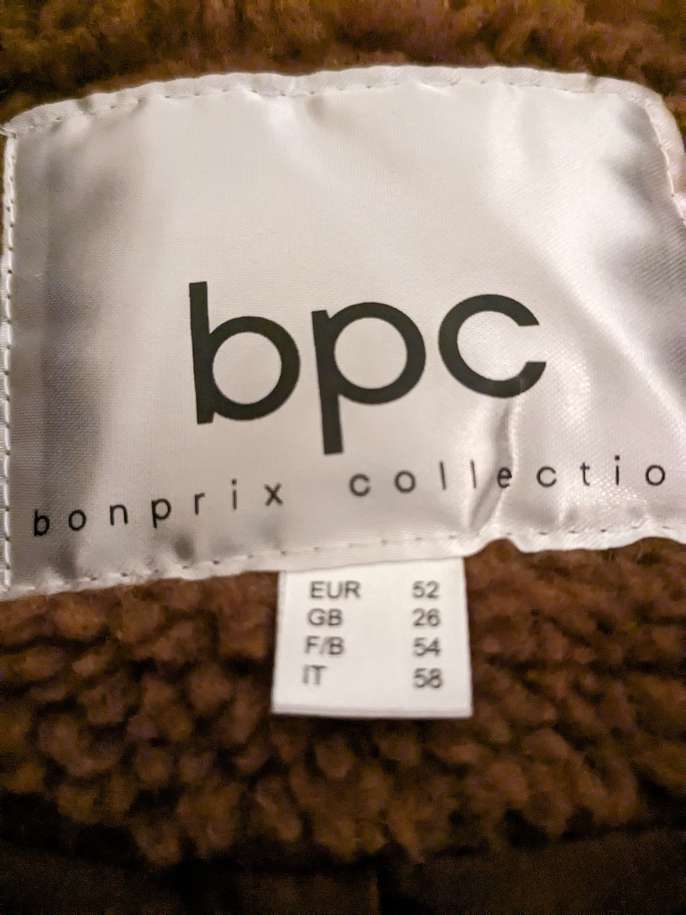 bpc
bonprix collectio
EUR 52
GB 26
F/B 54
IT 58